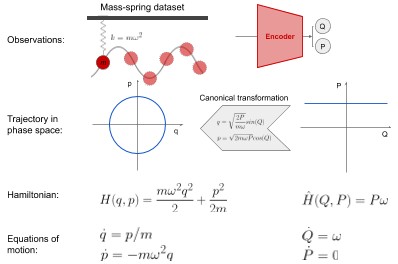 Mass-spring dataset
Observations:
k = mω²
Encoder
Q
P
Trajectory in
phase space:
p
q
Canonical transformation
q = √(2P/mω) sin(Q)
p = √2mωP cos(Q)
P
Q
Hamiltonian:
H(q, p) = mω²q²/2 + p²/2m
Ĥ(Q, P) = Pω
Equations of
motion:
q̇ = p/m
ṗ = −mω²q
Q̇ = ω
Ṗ = 0